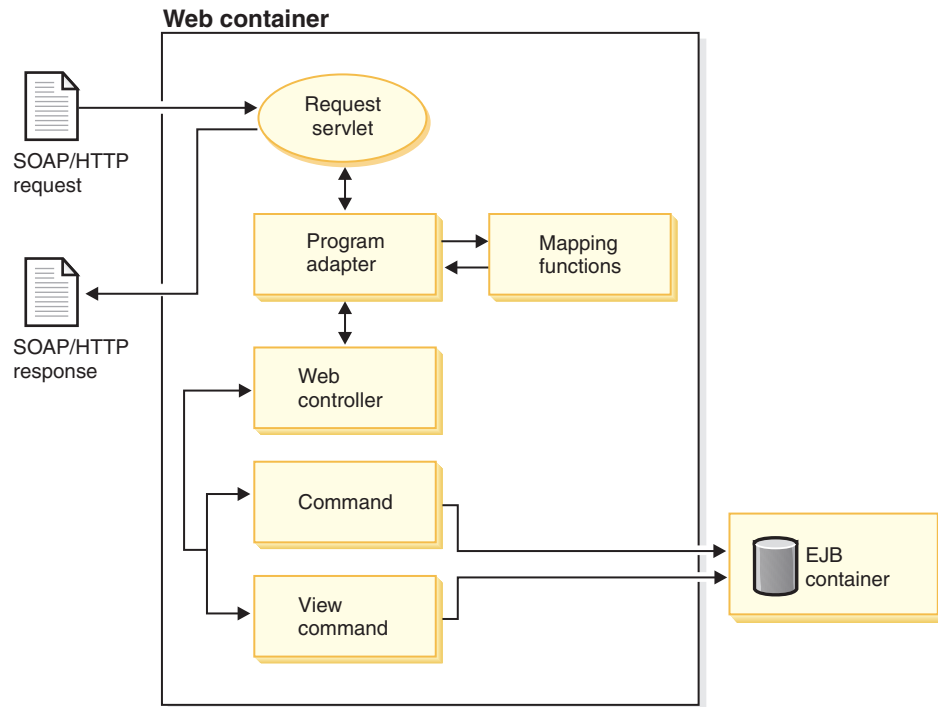 Web container
Request
servlet
SOAP/HTTP
request
Program
adapter
Mapping
functions
SOAP/HTTP
response
Web
controller
Command
EJB
container
View
command